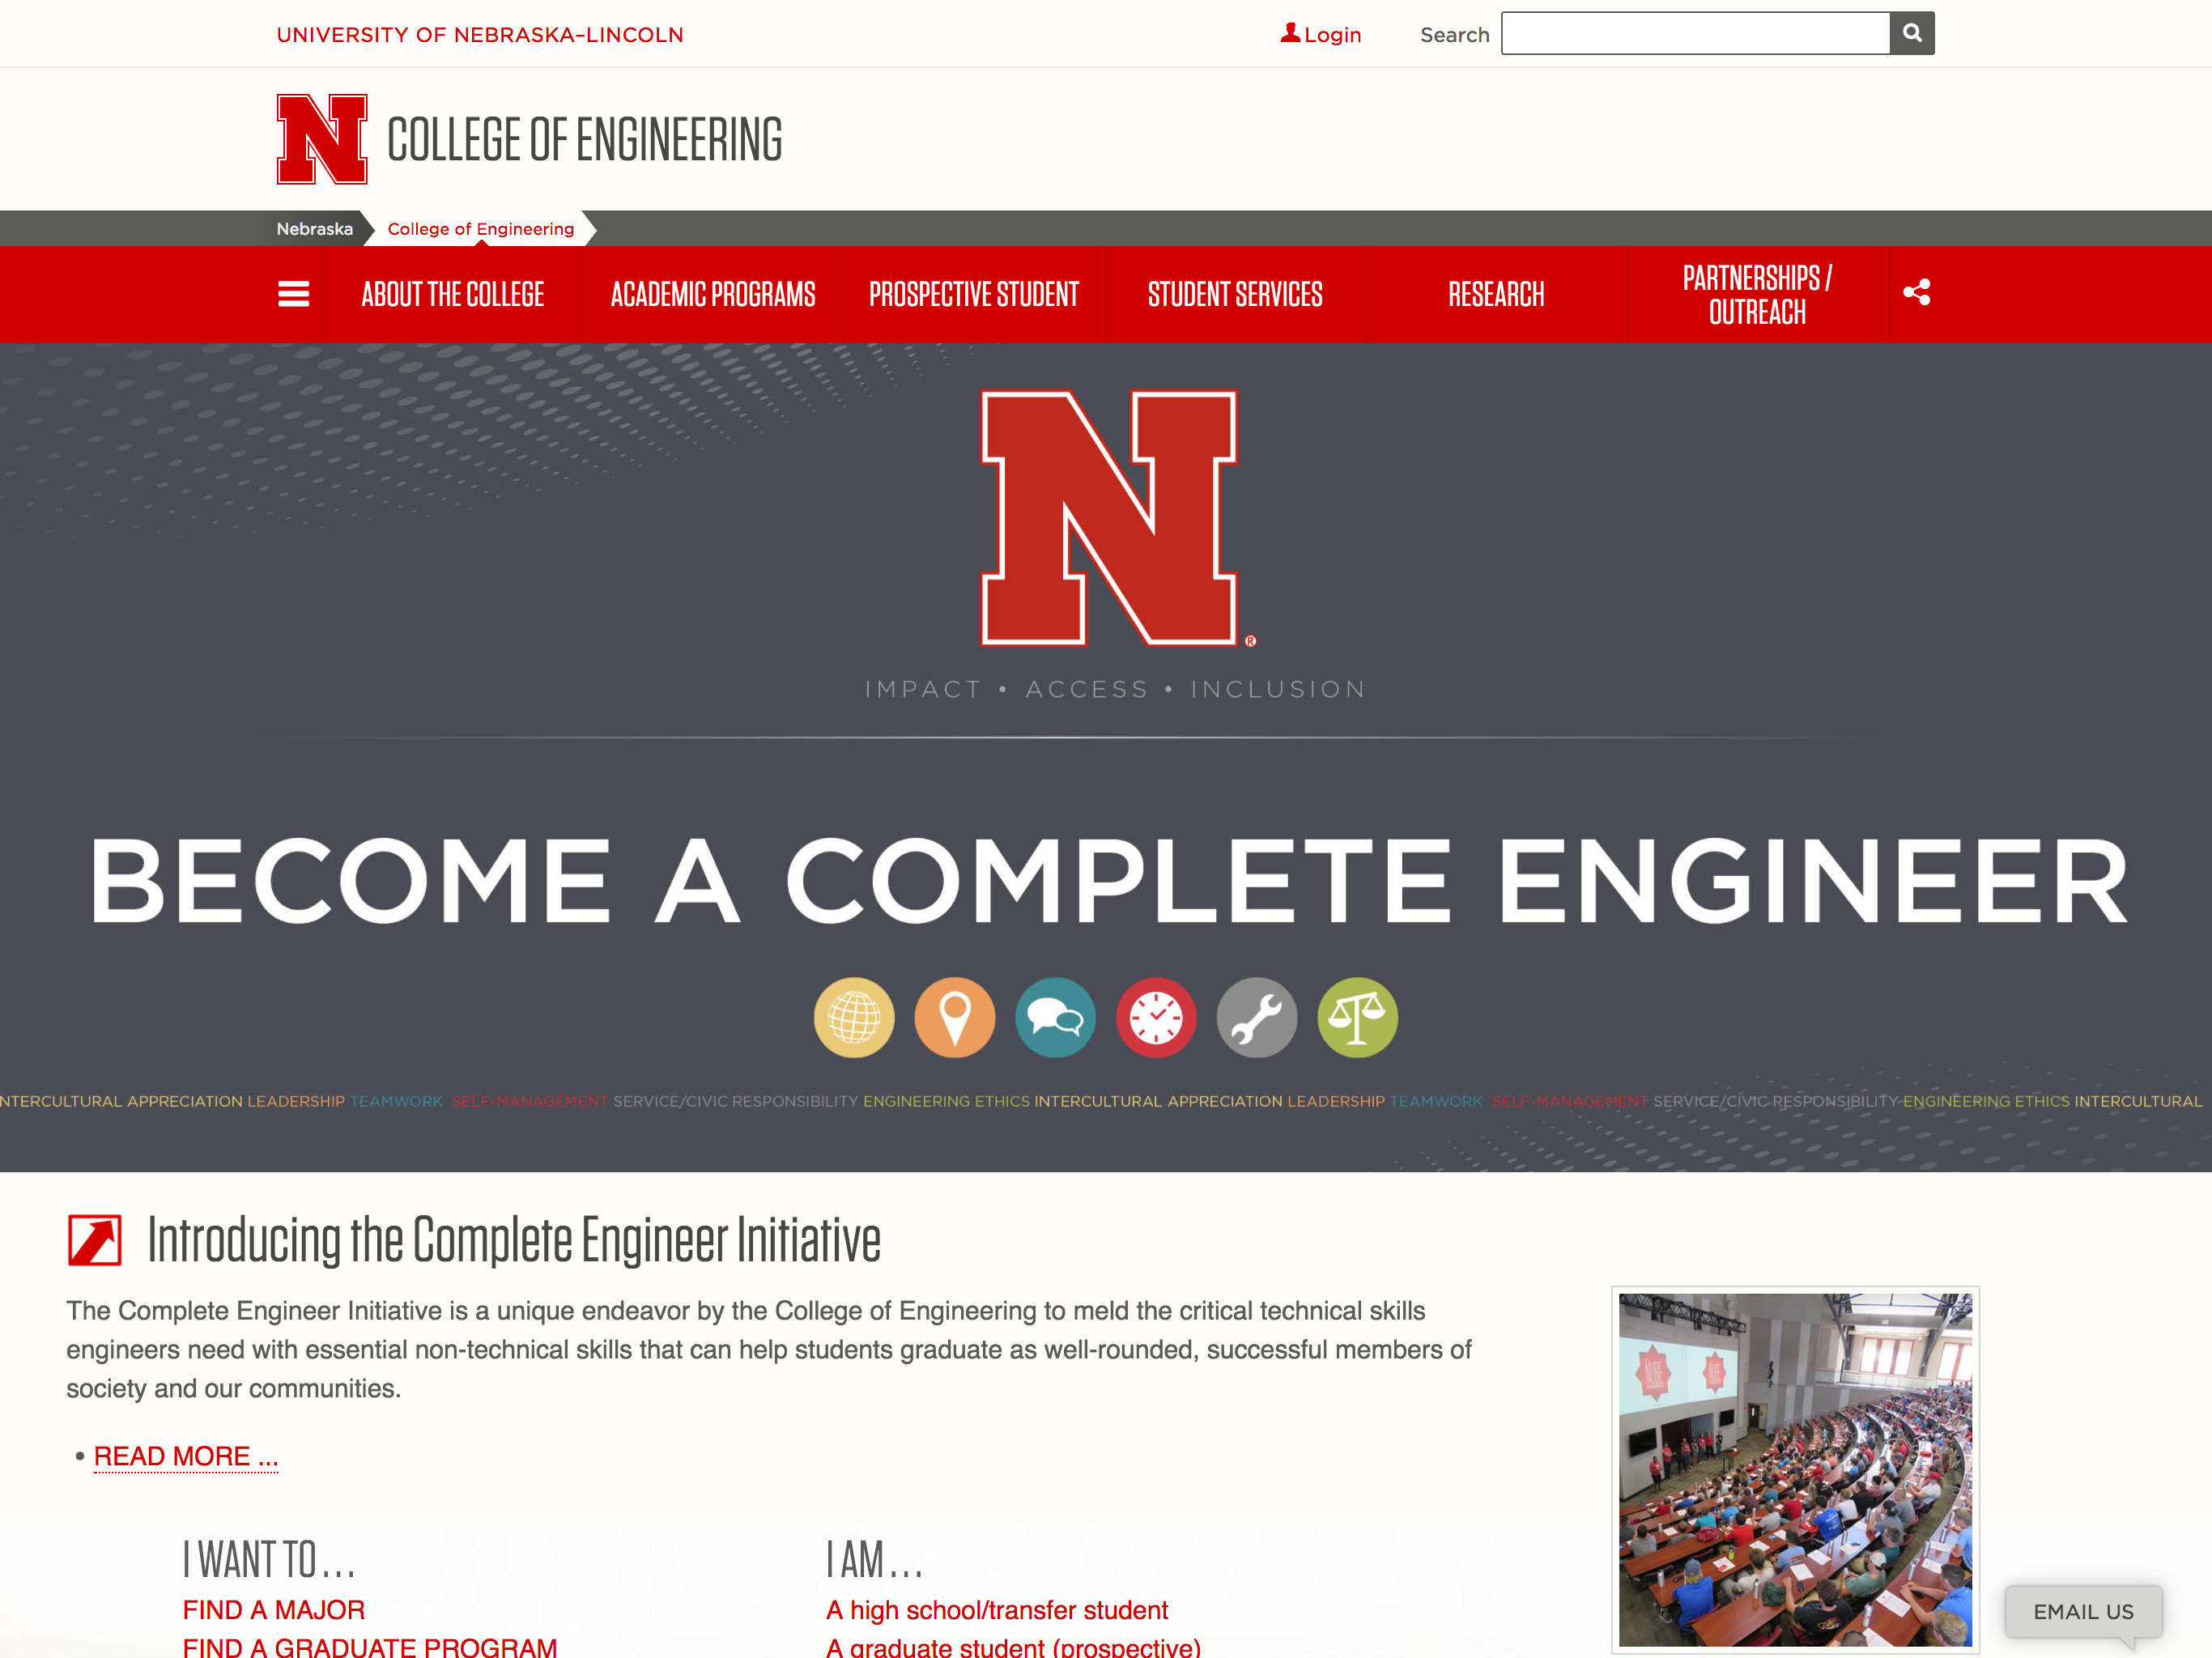 UNIVERSITY OF NEBRASKA–LINCOLN
Login
Search
N COLLEGE OF ENGINEERING
Nebraska
College of Engineering
ABOUT THE COLLEGE
ACADEMIC PROGRAMS
PROSPECTIVE STUDENT
STUDENT SERVICES
RESEARCH
PARTNERSHIPS /
OUTREACH
N®
IMPACT • ACCESS • INCLUSION
BECOME A COMPLETE ENGINEER
NTERCULTURAL APPRECIATION LEADERSHIP TEAMWORK SELF-MANAGEMENT SERVICE/CIVIC RESPONSIBILITY ENGINEERING ETHICS INTERCULTURAL APPRECIATION LEADERSHIP TEAMWORK SELF-MANAGEMENT SERVICE/CIVIC RESPONSIBILITY ENGINEERING ETHICS INTERCULTURAL
Introducing the Complete Engineer Initiative
The Complete Engineer Initiative is a unique endeavor by the College of Engineering to meld the critical technical skills
engineers need with essential non-technical skills that can help students graduate as well-rounded, successful members of
society and our communities.
• READ MORE ...
I WANT TO . . .
FIND A MAJOR
FIND A GRADUATE PROGRAM
I AM . . .
A high school/transfer student
A graduate student (prospective)
EMAIL US